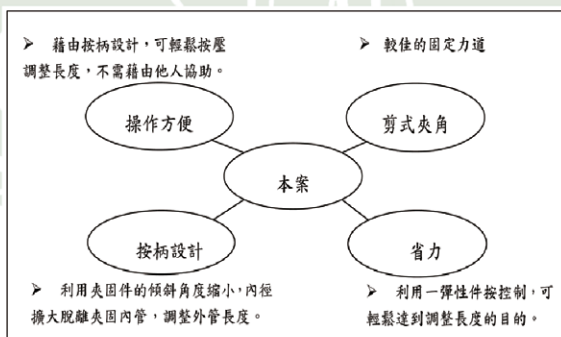 ➢ 藉由按柄設計，可輕鬆按壓
調整長度，不需藉由他人協助。
➢ 較佳的固定力道
操作方便
剪式夾角
本案
按柄設計
省力
➢ 利用夾固件的傾斜角度縮小，內徑
擴大脫離夾固內管，調整外管長度。
➢ 利用一彈性件按控制，可
輕鬆達到調整長度的目的。